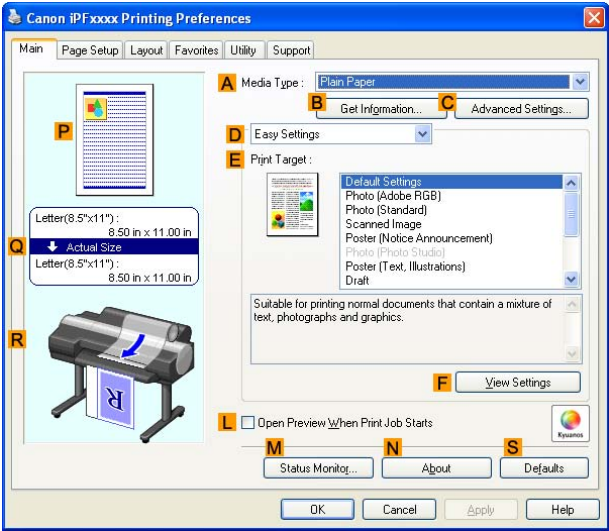 Canon iPFxxxx Printing Preferences
Main Page Setup Layout Favorites Utility Support
A Media Type : Plain Paper
B Get Information... C Advanced Settings...
D Easy Settings
E Print Target :
Default Settings
Photo (Adobe RGB)
Photo (Standard)
Scanned Image
Poster (Notice Announcement)
Photo (Photo Studio)
Poster (Text, Illustrations)
Draft
Suitable for printing normal documents that contain a mixture of
text, photographs and graphics.
F View Settings
P
Q
Letter(8.5"x11") :
8.50 in x 11.00 in
Actual Size
Letter(8.5"x11") :
8.50 in x 11.00 in
R
R
L Open Preview When Print Job Starts
Kyuanos
M Status Monitor... N About S Defaults
OK Cancel Apply Help